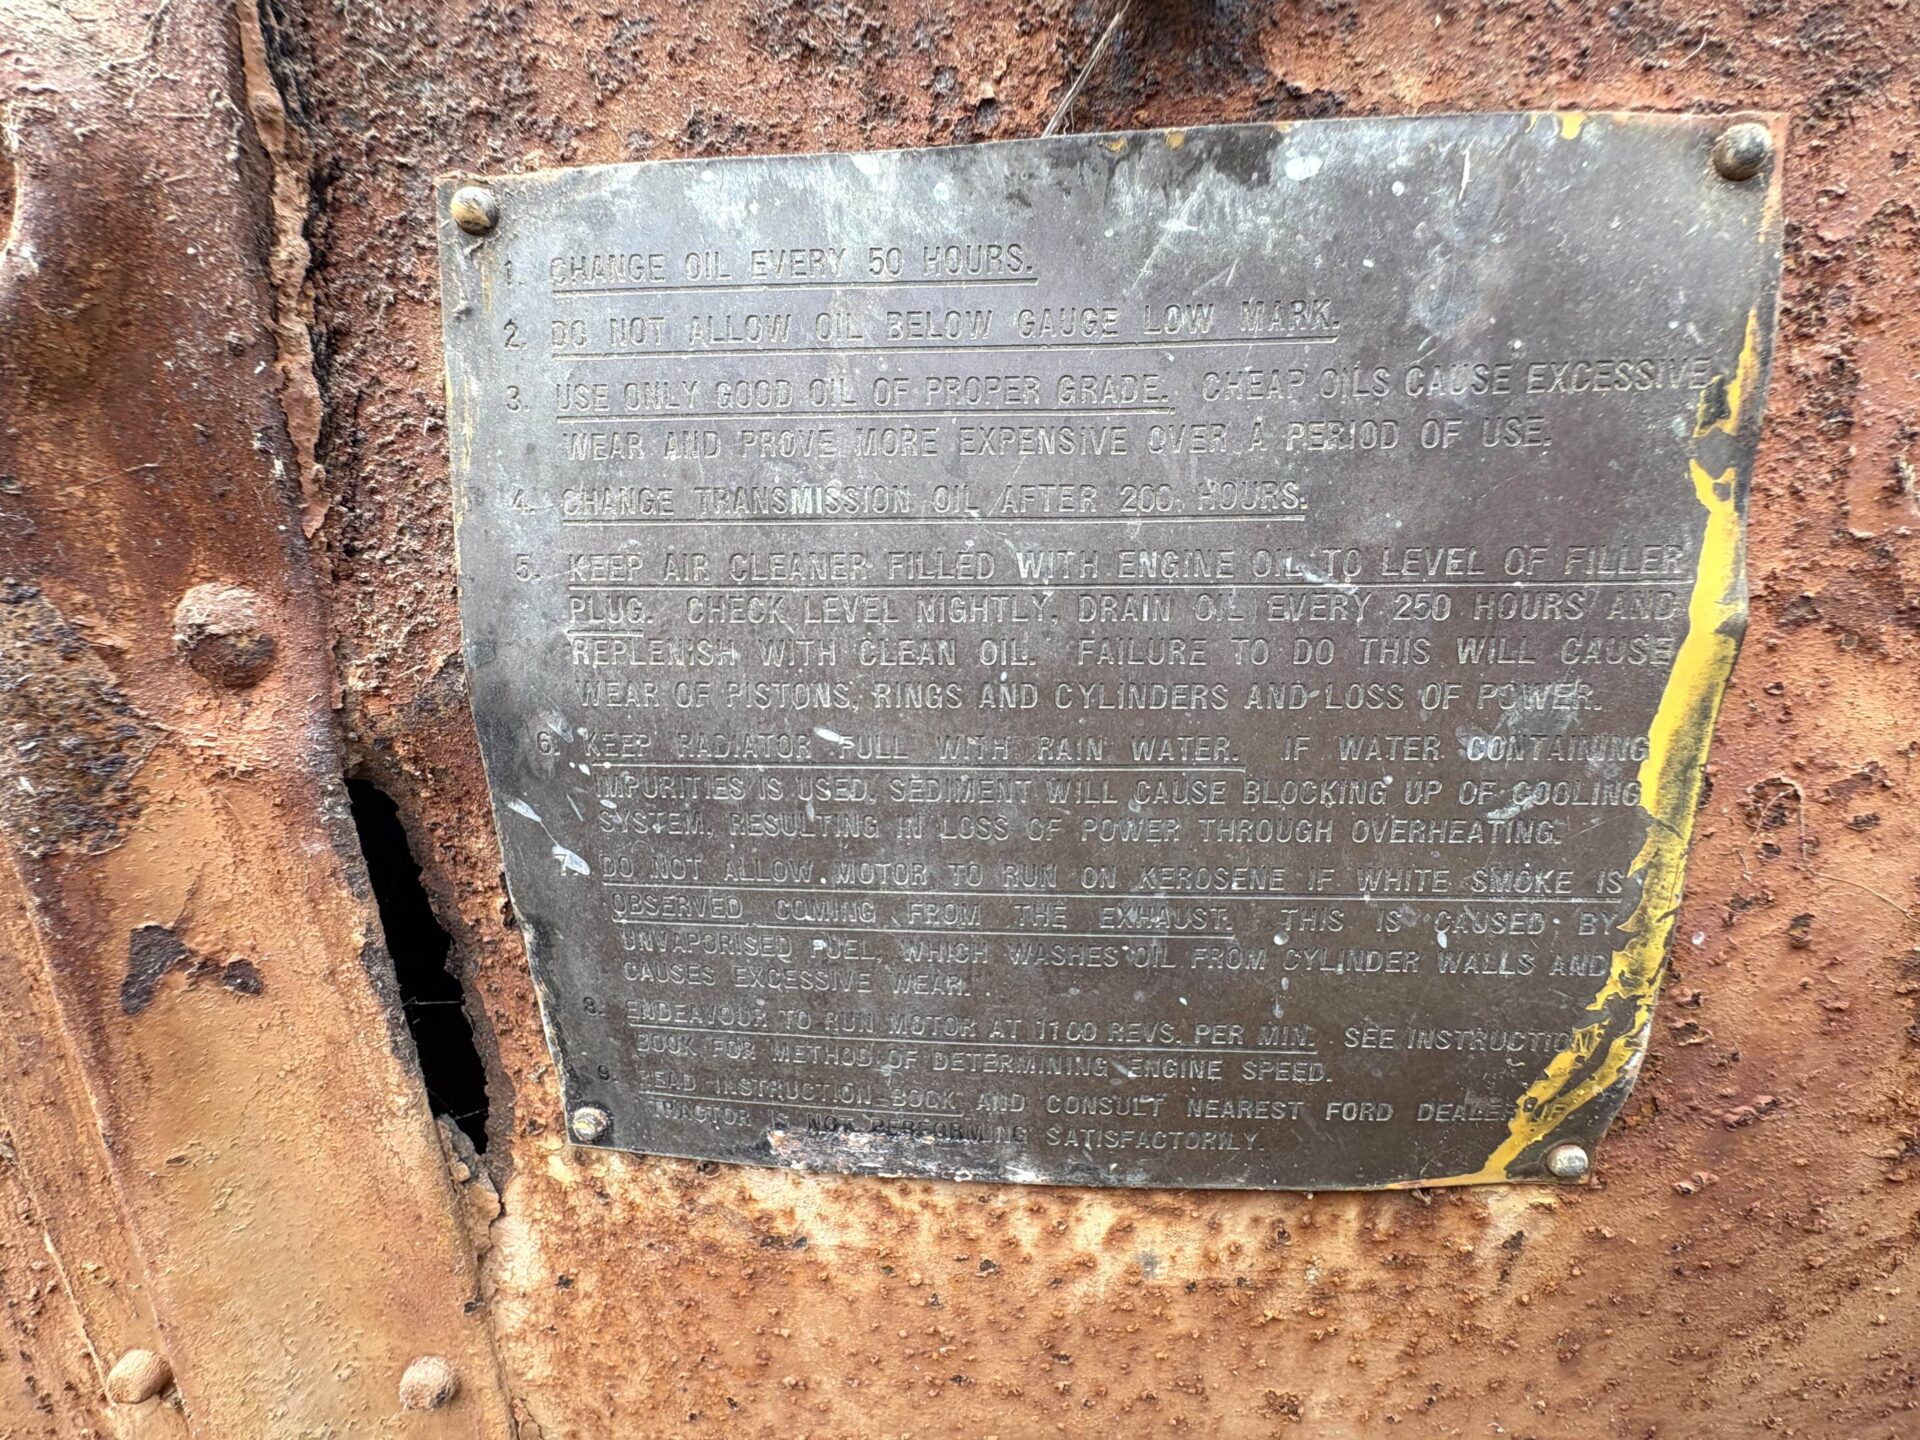 1. CHANGE OIL EVERY 50 HOURS.
2. DO NOT ALLOW OIL BELOW GAUGE LOW MARK.
3. USE ONLY GOOD OIL OF PROPER GRADE. CHEAP OILS CAUSE EXCESSIVE
WEAR AND PROVE MORE EXPENSIVE OVER A PERIOD OF USE.
4. CHANGE TRANSMISSION OIL AFTER 200 HOURS.
5. KEEP AIR CLEANER FILLED WITH ENGINE OIL TO LEVEL OF FILLER
PLUG. CHECK LEVEL NIGHTLY. DRAIN OIL EVERY 250 HOURS AND
REPLENISH WITH CLEAN OIL. FAILURE TO DO THIS WILL CAUSE
WEAR OF PISTONS, RINGS AND CYLINDERS AND LOSS OF POWER.
6. KEEP RADIATOR FULL WITH RAIN WATER. IF WATER CONTAINING
IMPURITIES IS USED, SEDIMENT WILL CAUSE BLOCKING UP OF COOLING
SYSTEM, RESULTING IN LOSS OF POWER THROUGH OVERHEATING.
7. DO NOT ALLOW MOTOR TO RUN ON KEROSENE IF WHITE SMOKE IS
OBSERVED COMING FROM THE EXHAUST. THIS IS CAUSED BY
UNVAPORISED FUEL, WHICH WASHES OIL FROM CYLINDER WALLS AND
CAUSES EXCESSIVE WEAR.
8. ENDEAVOUR TO RUN MOTOR AT 1100 REVS. PER MIN. SEE INSTRUCTION
BOOK FOR METHOD OF DETERMINING ENGINE SPEED.
9. READ INSTRUCTION BOOK AND CONSULT NEAREST FORD DEALER IF
TRACTOR IS NOT PERFORMING SATISFACTORILY.